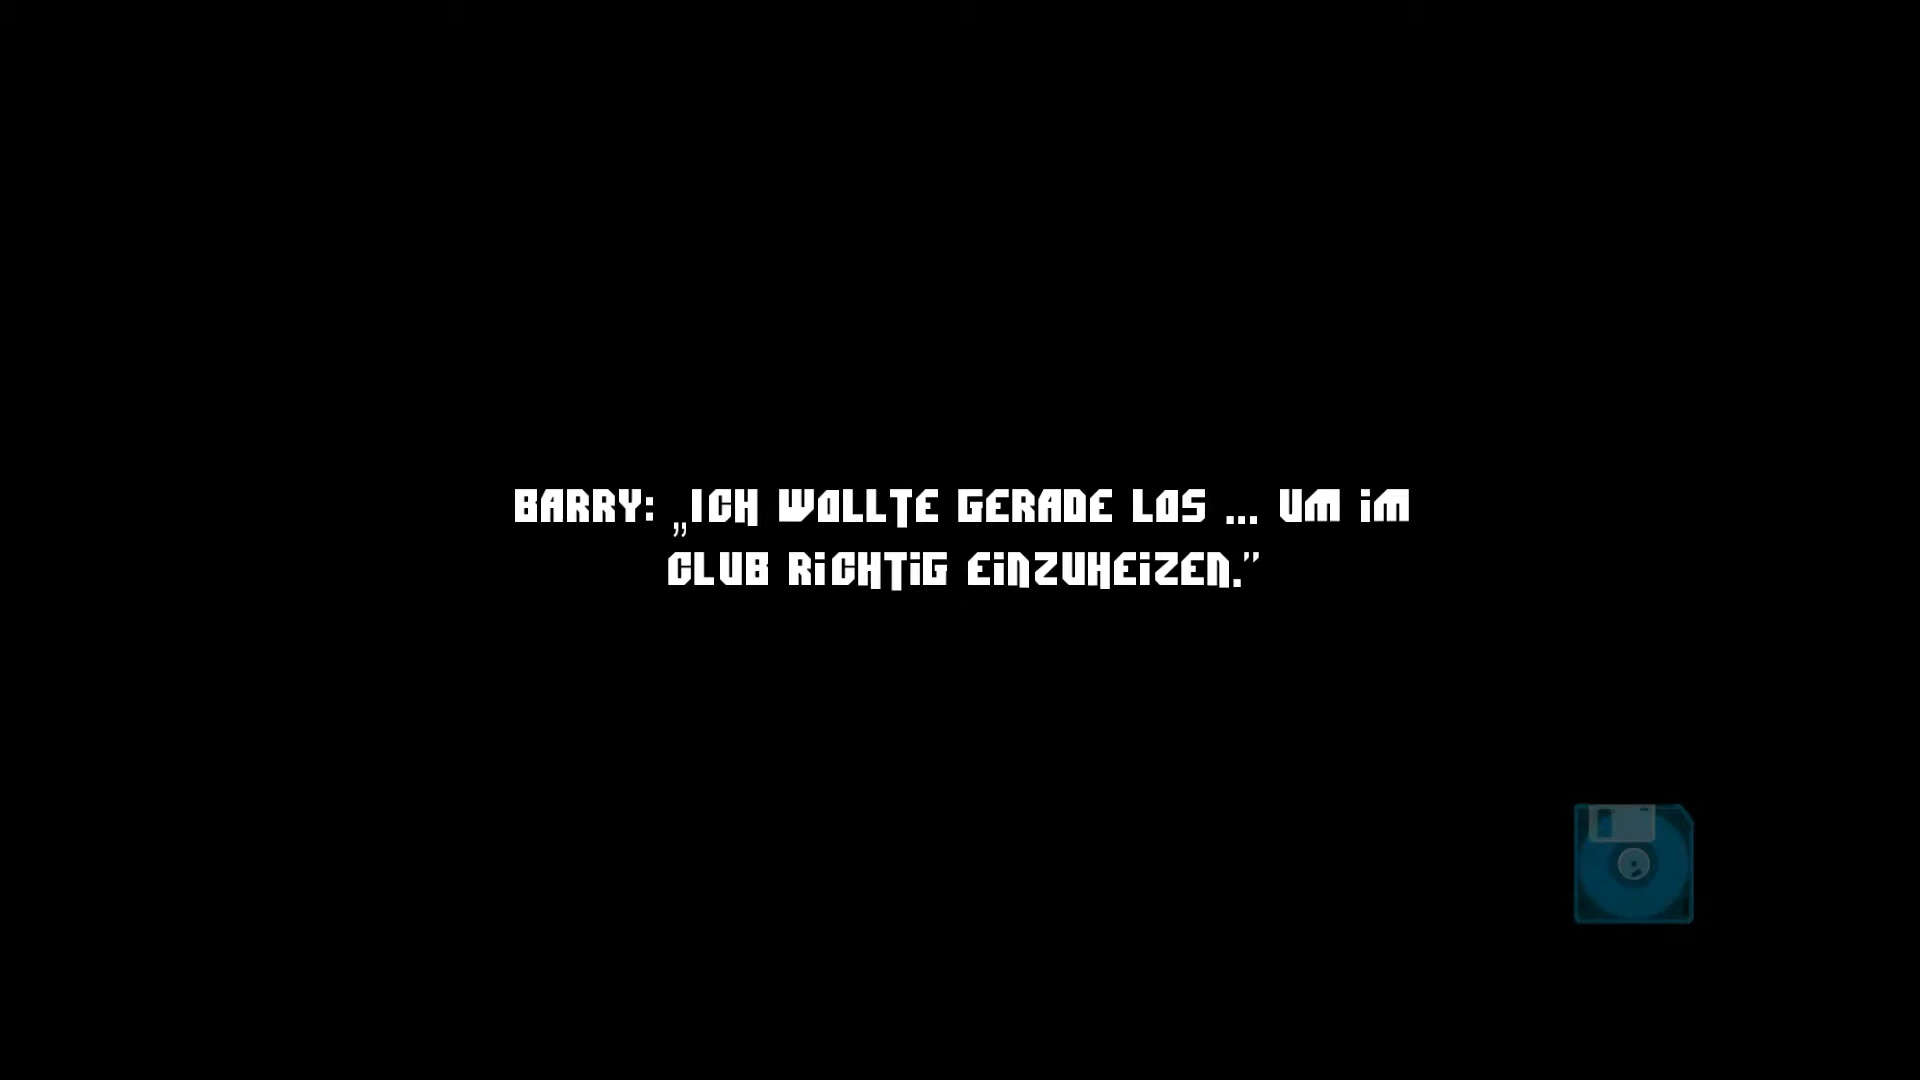 BARRY: „ICH WOLLTE GERADE LOS ... UM iM
CLUB RiCHTiG EiNZUHEiZEN.”